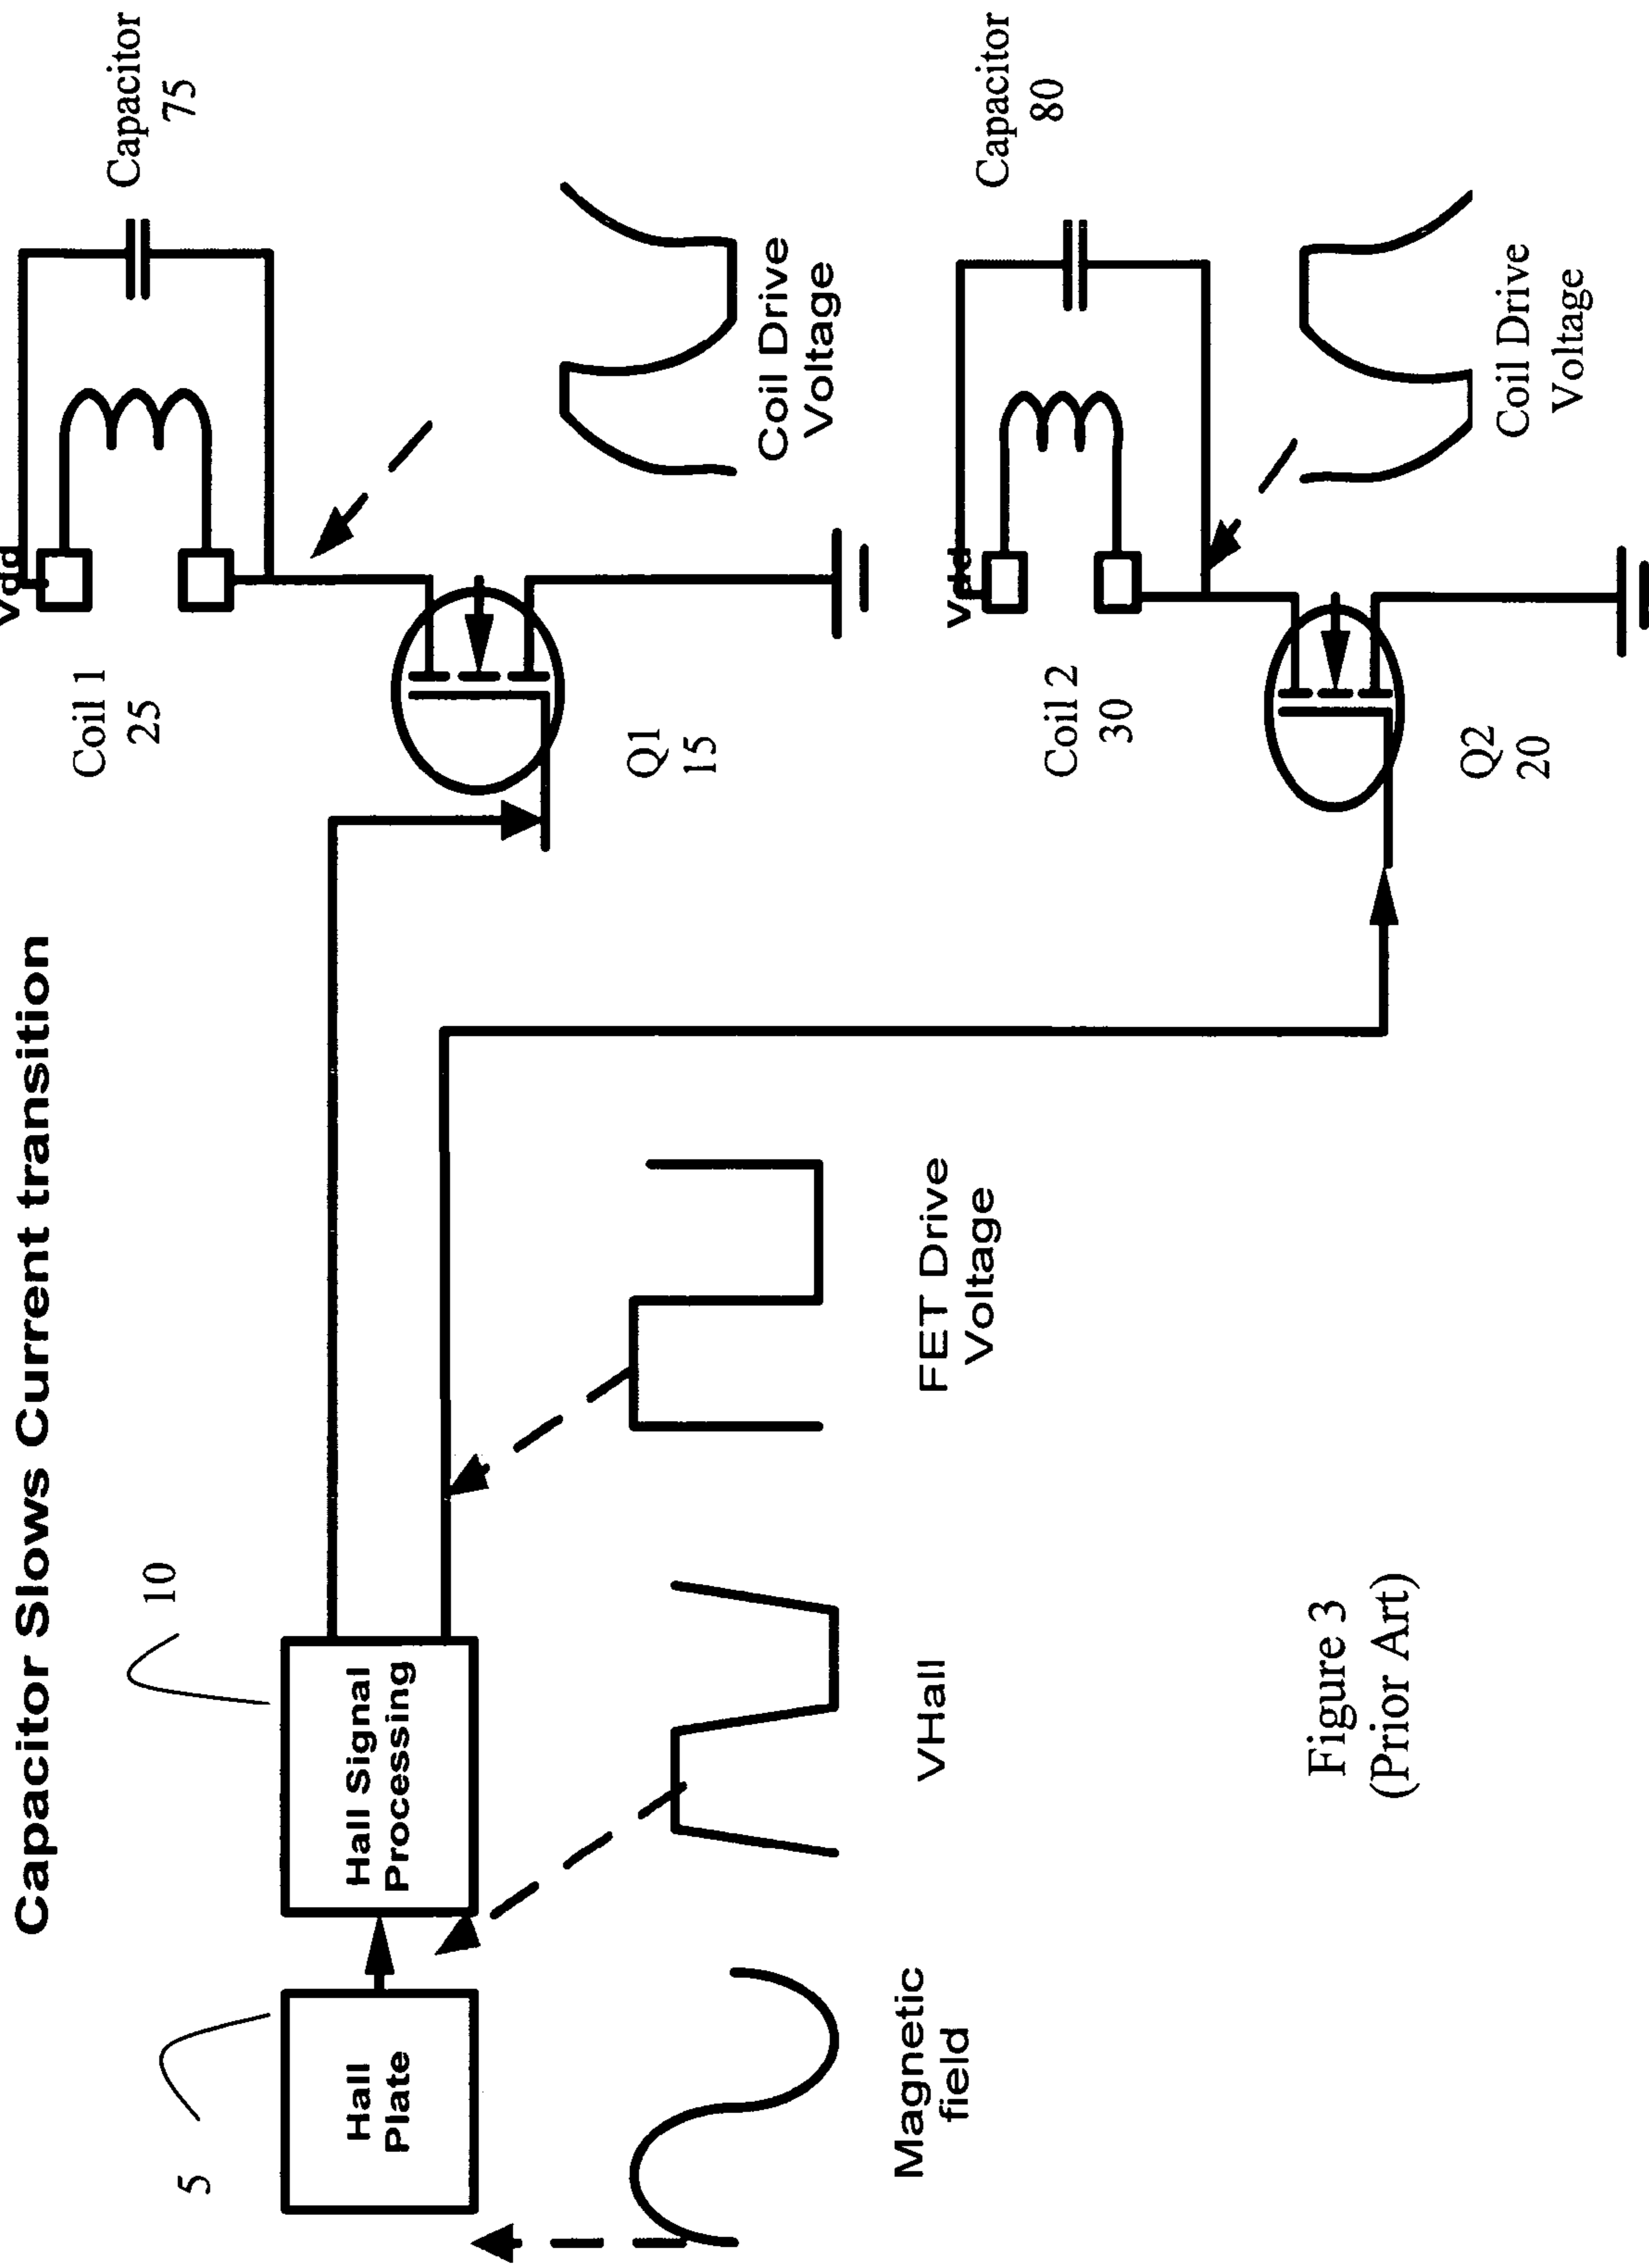 Capacitor Slows Current transition
5
Hall
Plate
10
Hall Signal
Processing
Magnetic
field
VHall
FET Drive
Voltage
Vdd
Coil 1
25
Capacitor
75
Q1
15
Coil Drive
Voltage
Vdd
Coil 2
30
Capacitor
80
Q2
20
Coil Drive
Voltage
Figure 3
(Prior Art)